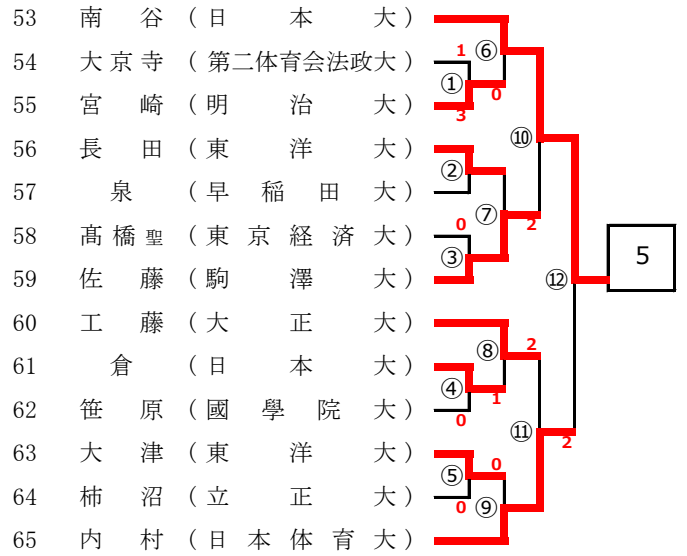 53 南谷(日本大)
⑥
54 大京寺(第二体育会法政大) 1
① 0
55 宮崎(明治大) 3
⑩
56 長田(東洋大)
②
57 泉(早稲田大)
⑦ 2
58 髙橋聖(東京経済大) 0
③
5
59 佐藤(駒澤大)
⑫
60 工藤(大正大)
⑧ 2
61 倉(日本大)
④ 1
62 笹原(國學院大) 0
⑪ 2
63 大津(東洋大)
⑤ 0
64 柿沼(立正大) 0
⑨
65 内村(日本体育大)